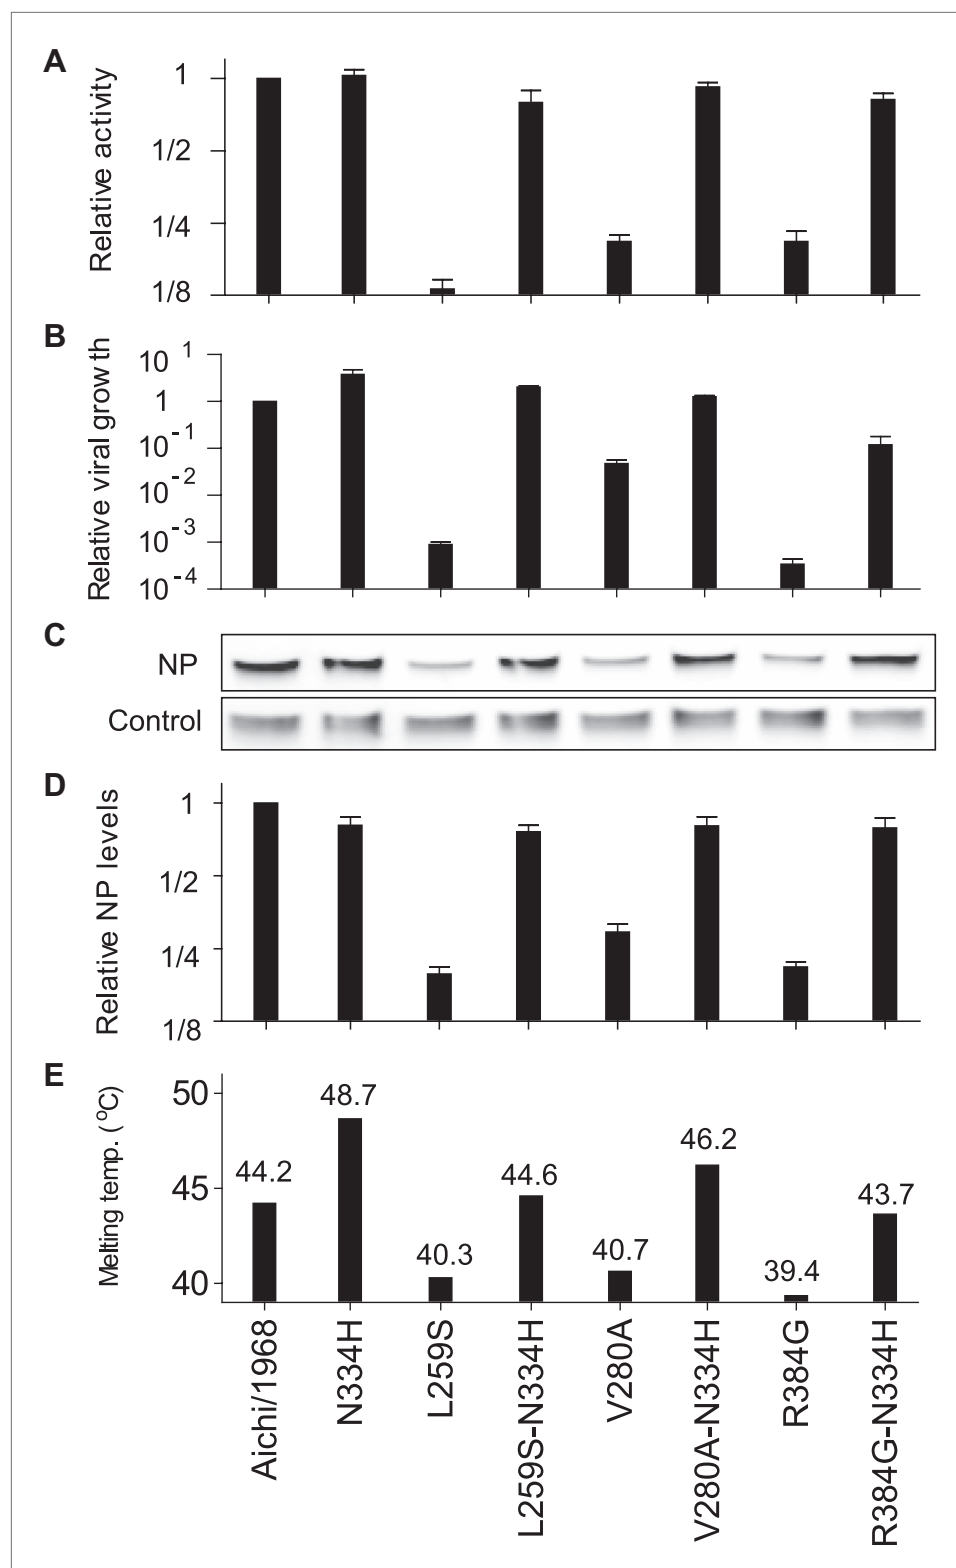 A
Relative activity
1
1/2
1/4
1/8
B
Relative viral growth
10 1
1
10-1
10-2
10-3
10-4
C
NP
Control
D
Relative NP levels
1
1/2
1/4
1/8
E
Melting temp. (°C)
50
45
40
44.2
48.7
40.3
44.6
40.7
46.2
39.4
43.7
Aichi/1968
N334H
L259S
L259S-N334H
V280A
V280A-N334H
R384G
R384G-N334H